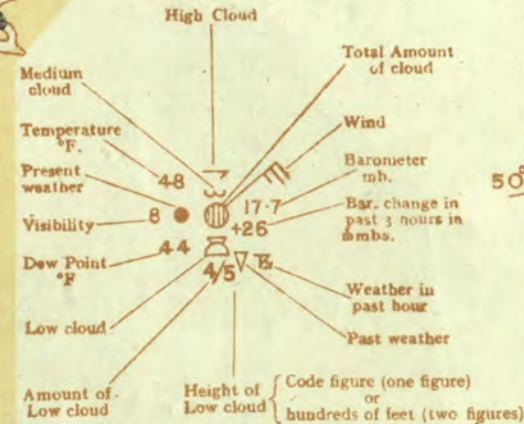 High Cloud
Total Amount
of cloud
Medium
cloud
Wind
Temperature
°F.
48
Barometer
mb.
Present
weather
50°
17·7
Visibility
8
+26
Bar. change in
past 3 hours in
mbs.
Dew Point
°F
44
4/5
Weather in
past hour
Low cloud
Past weather
Amount of
Low cloud
Height of
Low cloud
Code figure (one figure)
or
hundreds of feet (two figures)